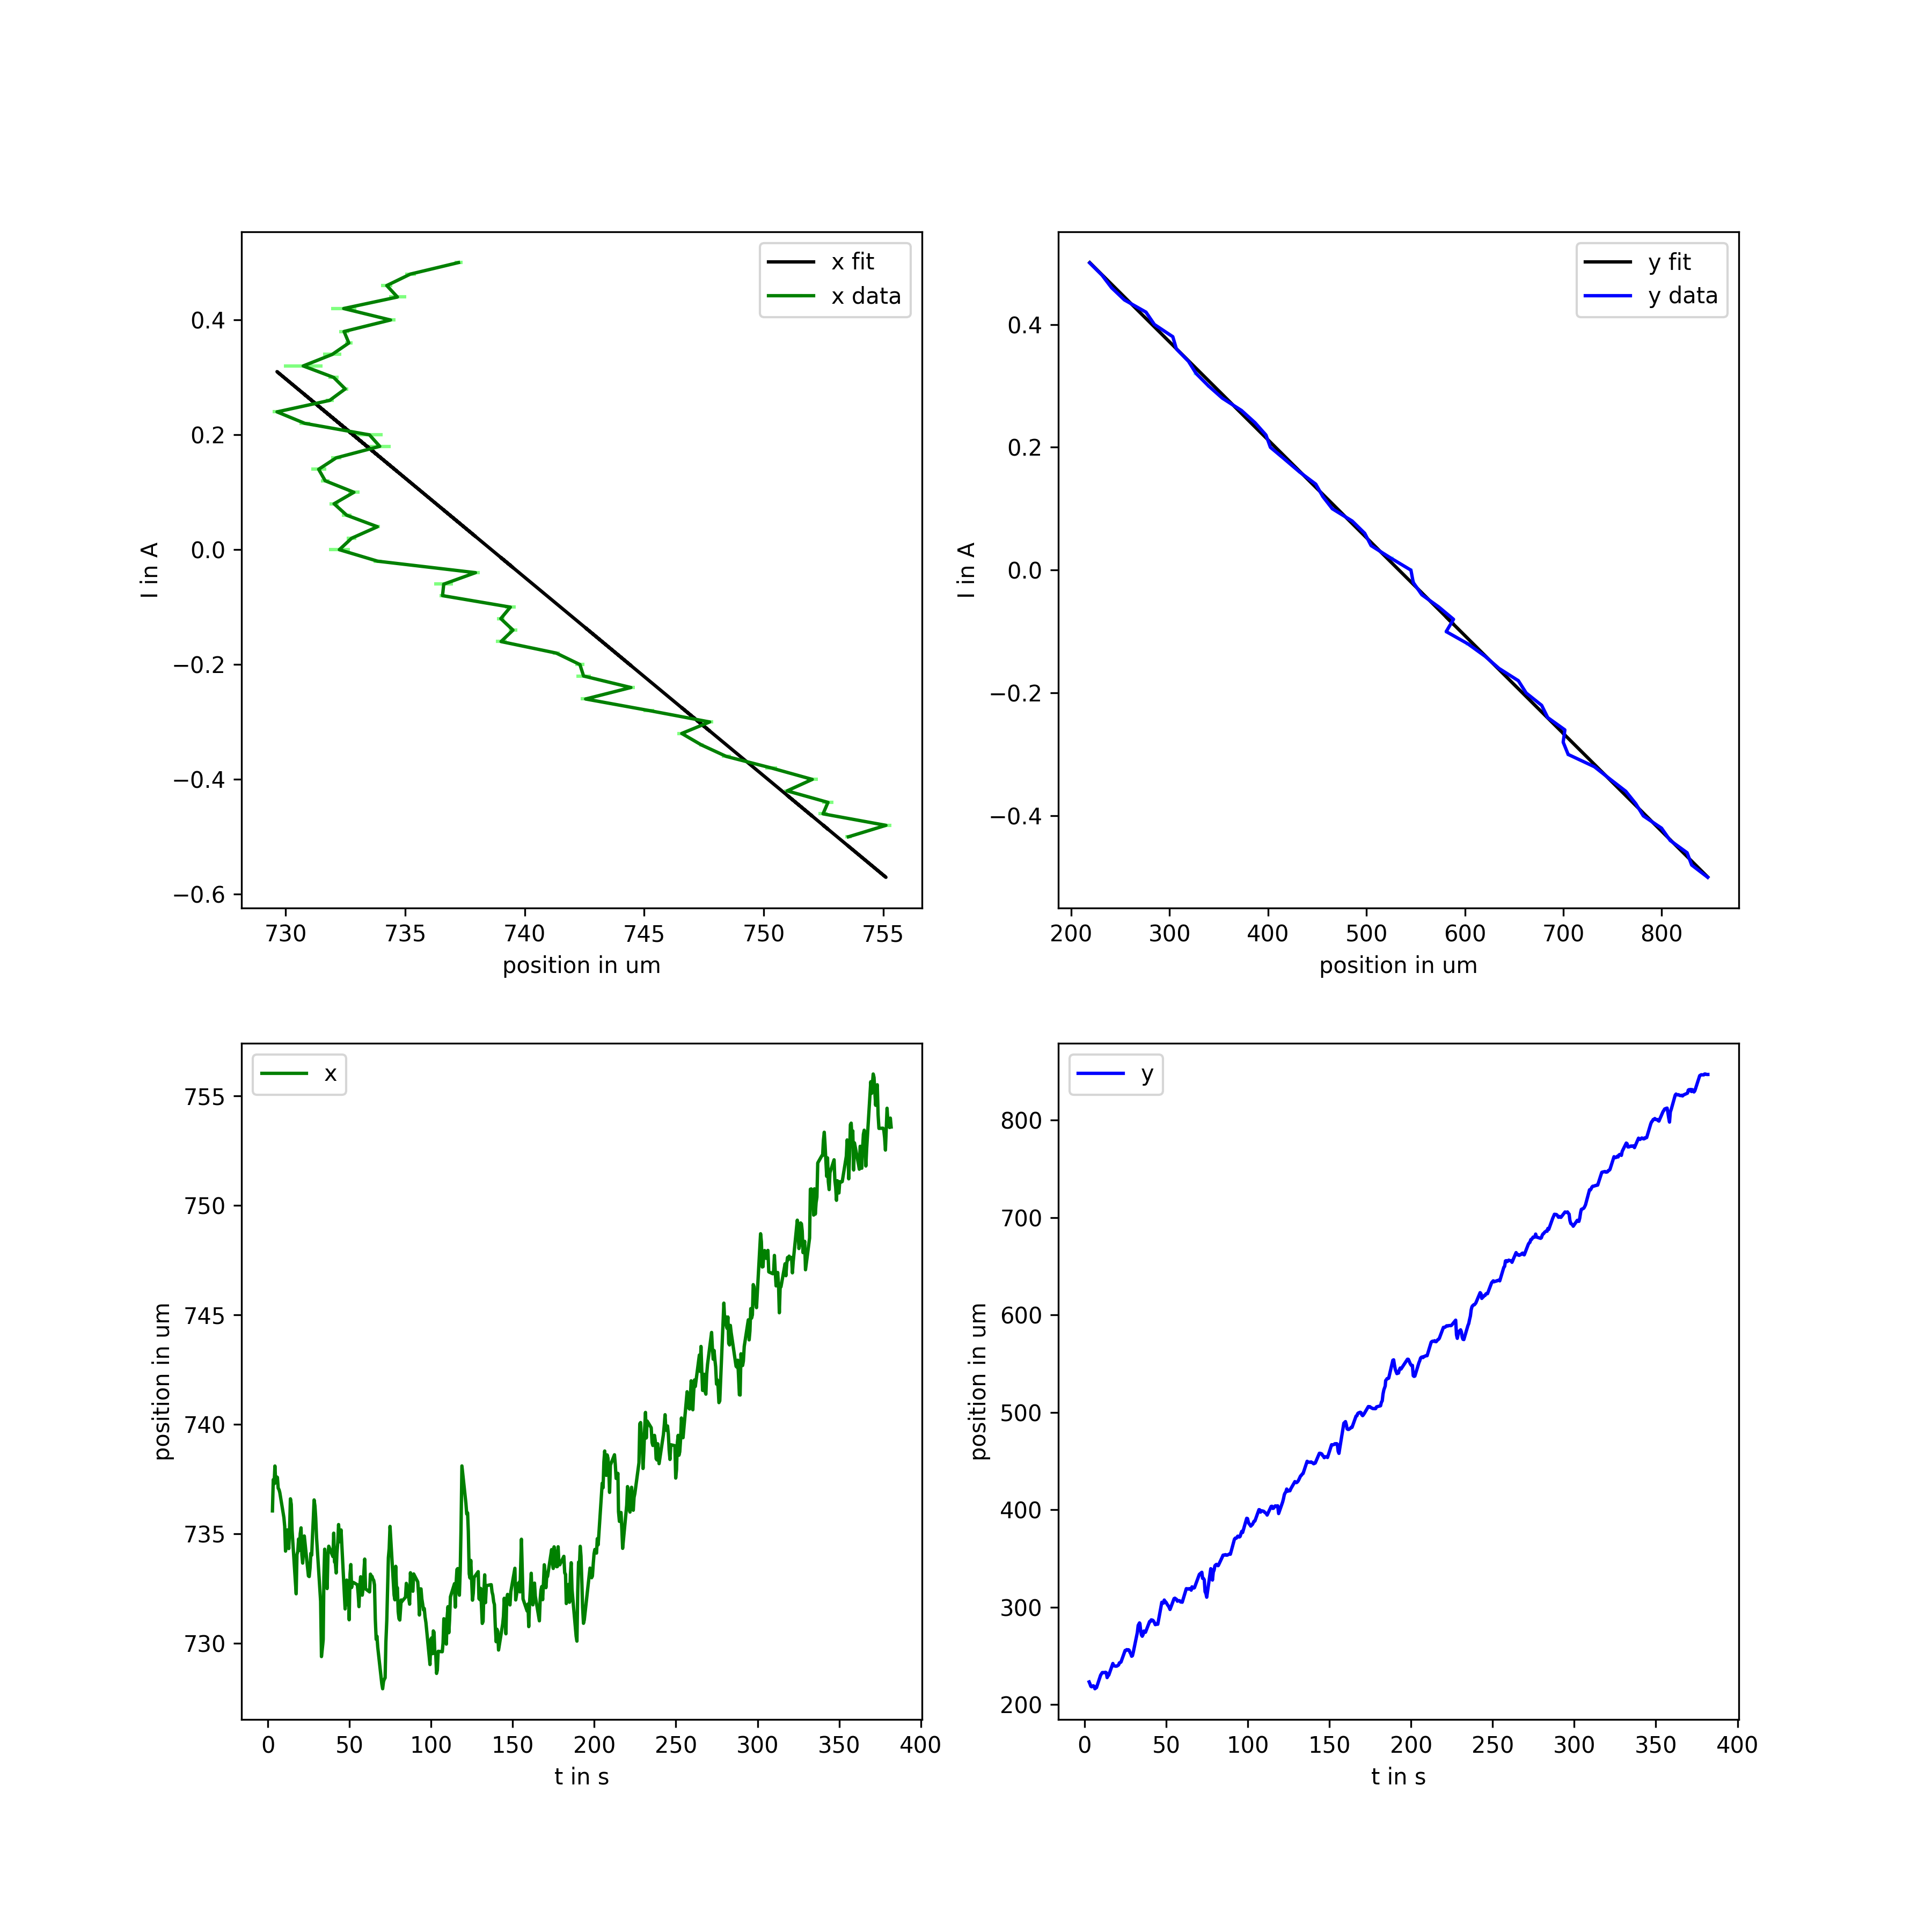 x fit
x data
0.4
0.2
0.0
−0.2
−0.4
−0.6
I in A
730 735 740 745 750 755
position in um
y fit
y data
0.4
0.2
0.0
−0.2
−0.4
I in A
200 300 400 500 600 700 800
position in um
x
755
750
745
740
735
730
position in um
0 50 100 150 200 250 300 350 400
t in s
y
800
700
600
500
400
300
200
position in um
0 50 100 150 200 250 300 350 400
t in s